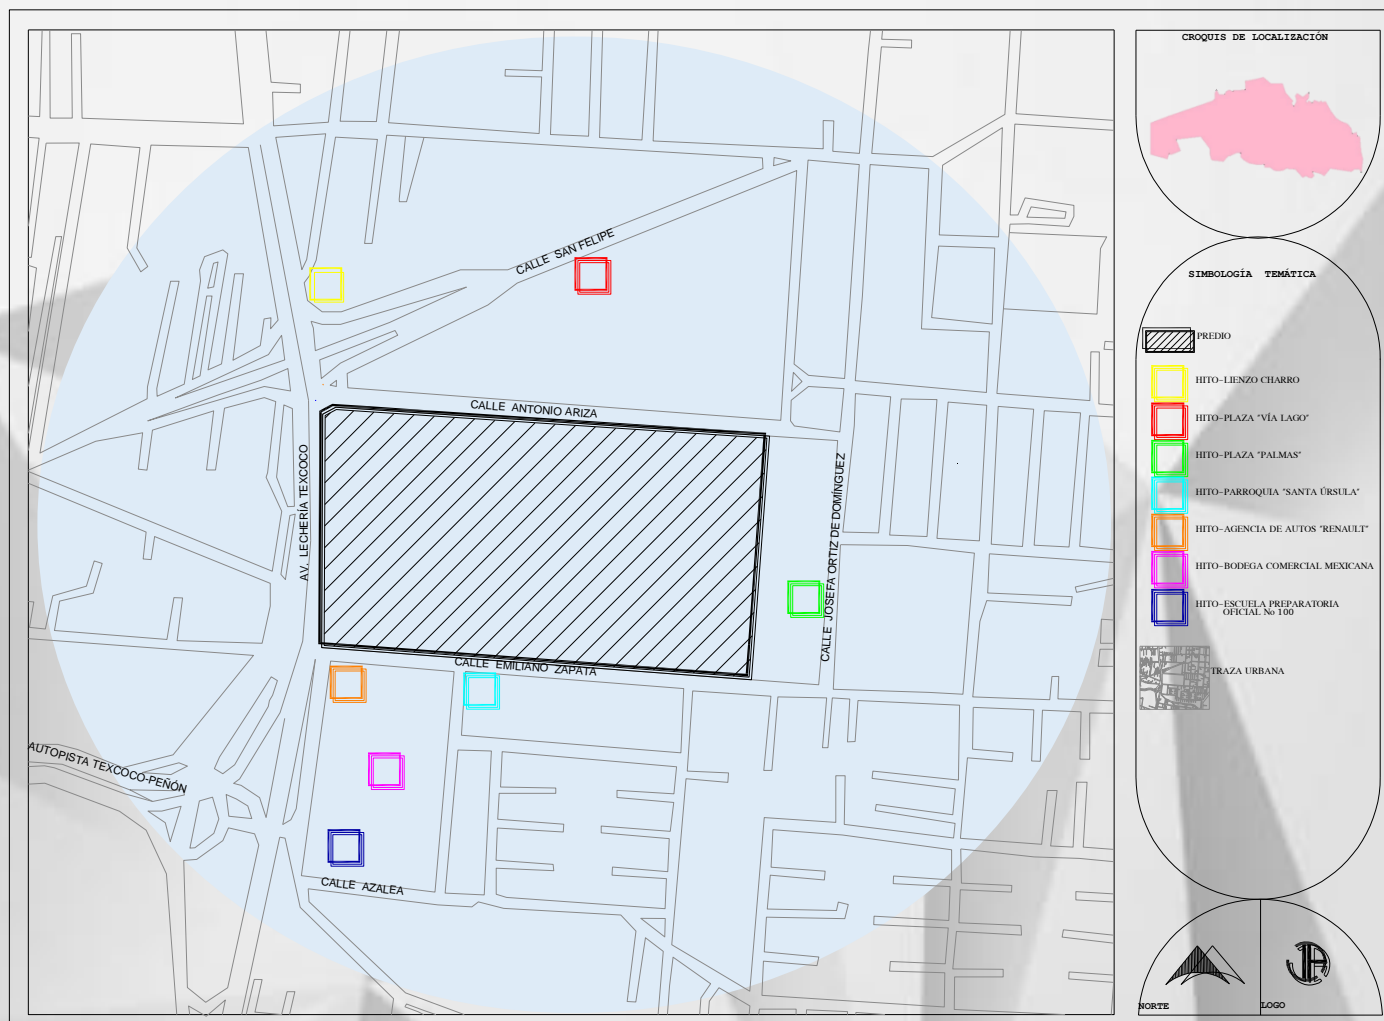 CROQUIS DE LOCALIZACIÓN
CALLE SAN FELIPE
SIMBOLOGÍA TEMÁTICA
PREDIO
HITO-LIENZO CHARRO
CALLE ANTONIO ARIZA
HITO-PLAZA "VÍA LAGO"
AV. LECHERÍA TEXCOCO
CALLE JOSEFA ORTIZ DE DOMÍNGUEZ
HITO-PLAZA "PALMAS"
HITO-PARROQUIA "SANTA ÚRSULA"
HITO-AGENCIA DE AUTOS "RENAULT"
HITO-BODEGA COMERCIAL MEXICANA
HITO-ESCUELA PREPARATORIA
OFICIAL No 100
CALLE EMILIANO ZAPATA
TRAZA URBANA
AUTOPISTA TEXCOCO-PEÑÓN
CALLE AZALEA
NORTE
LOGO